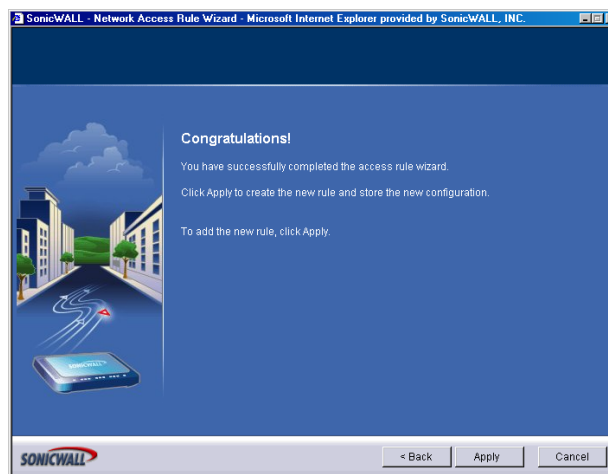 SonicWALL - Network Access Rule Wizard - Microsoft Internet Explorer provided by SonicWALL, INC.
Congratulations!
You have successfully completed the access rule wizard.
Click Apply to create the new rule and store the new configuration.
To add the new rule, click Apply.
SONICWALL
SONICWALL
< Back
Apply
Cancel